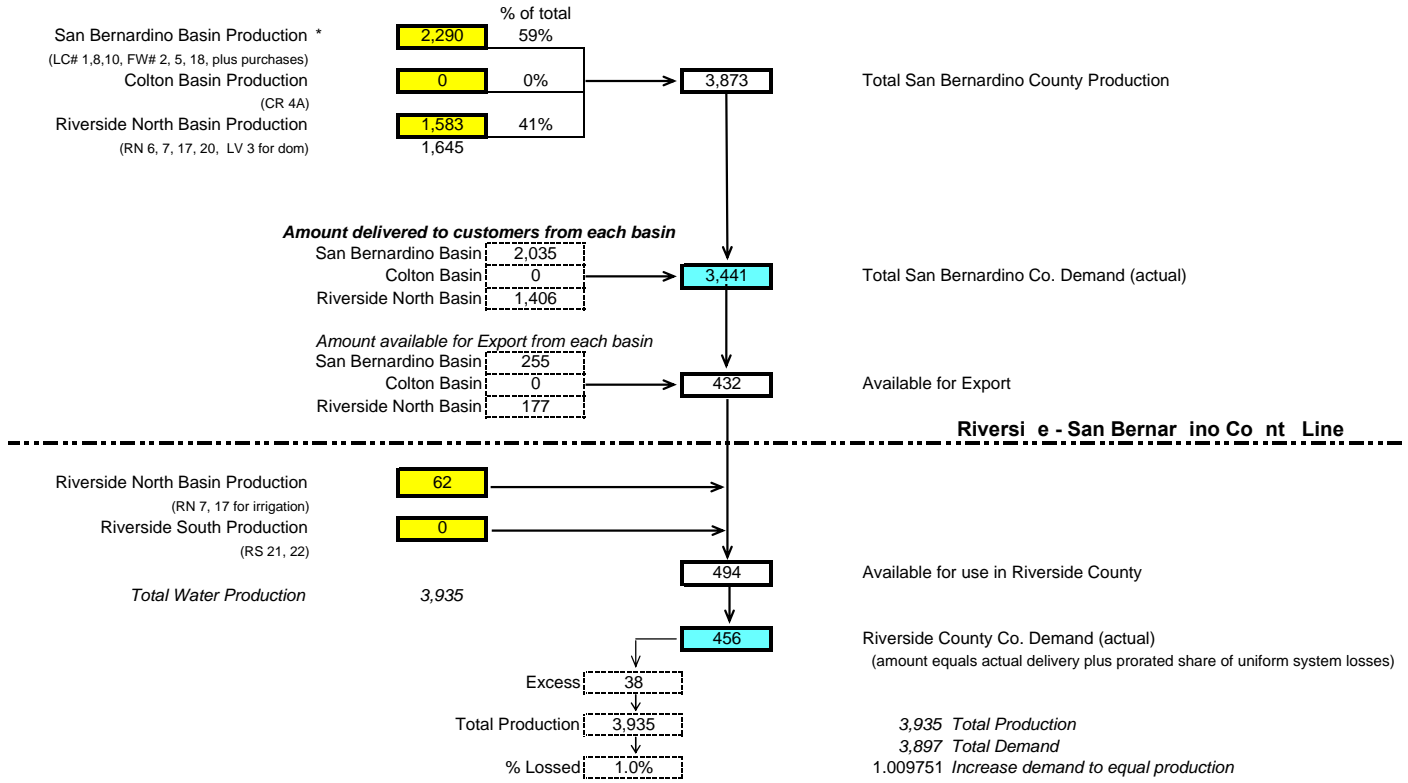 % of total
San Bernardino Basin Production * 2,290 59%
(LC# 1,8,10, FW# 2, 5, 18, plus purchases)
Colton Basin Production 0 0% 3,873 Total San Bernardino County Production
(CR 4A)
Riverside North Basin Production 1,583 41%
(RN 6, 7, 17, 20, LV 3 for dom) 1,645
Amount delivered to customers from each basin
San Bernardino Basin 2,035
Colton Basin 0 3,441 Total San Bernardino Co. Demand (actual)
Riverside North Basin 1,406
Amount available for Export from each basin
San Bernardino Basin 255
Colton Basin 0 432 Available for Export
Riverside North Basin 177
Riversi e - San Bernar ino Co nt Line
Riverside North Basin Production 62
(RN 7, 17 for irrigation)
Riverside South Production 0
(RS 21, 22)
494 Available for use in Riverside County
Total Water Production 3,935
456 Riverside County Co. Demand (actual)
(amount equals actual delivery plus prorated share of uniform system losses)
Excess 38
Total Production 3,935 3,935 Total Production
3,897 Total Demand
% Lossed 1.0% 1.009751 Increase demand to equal production